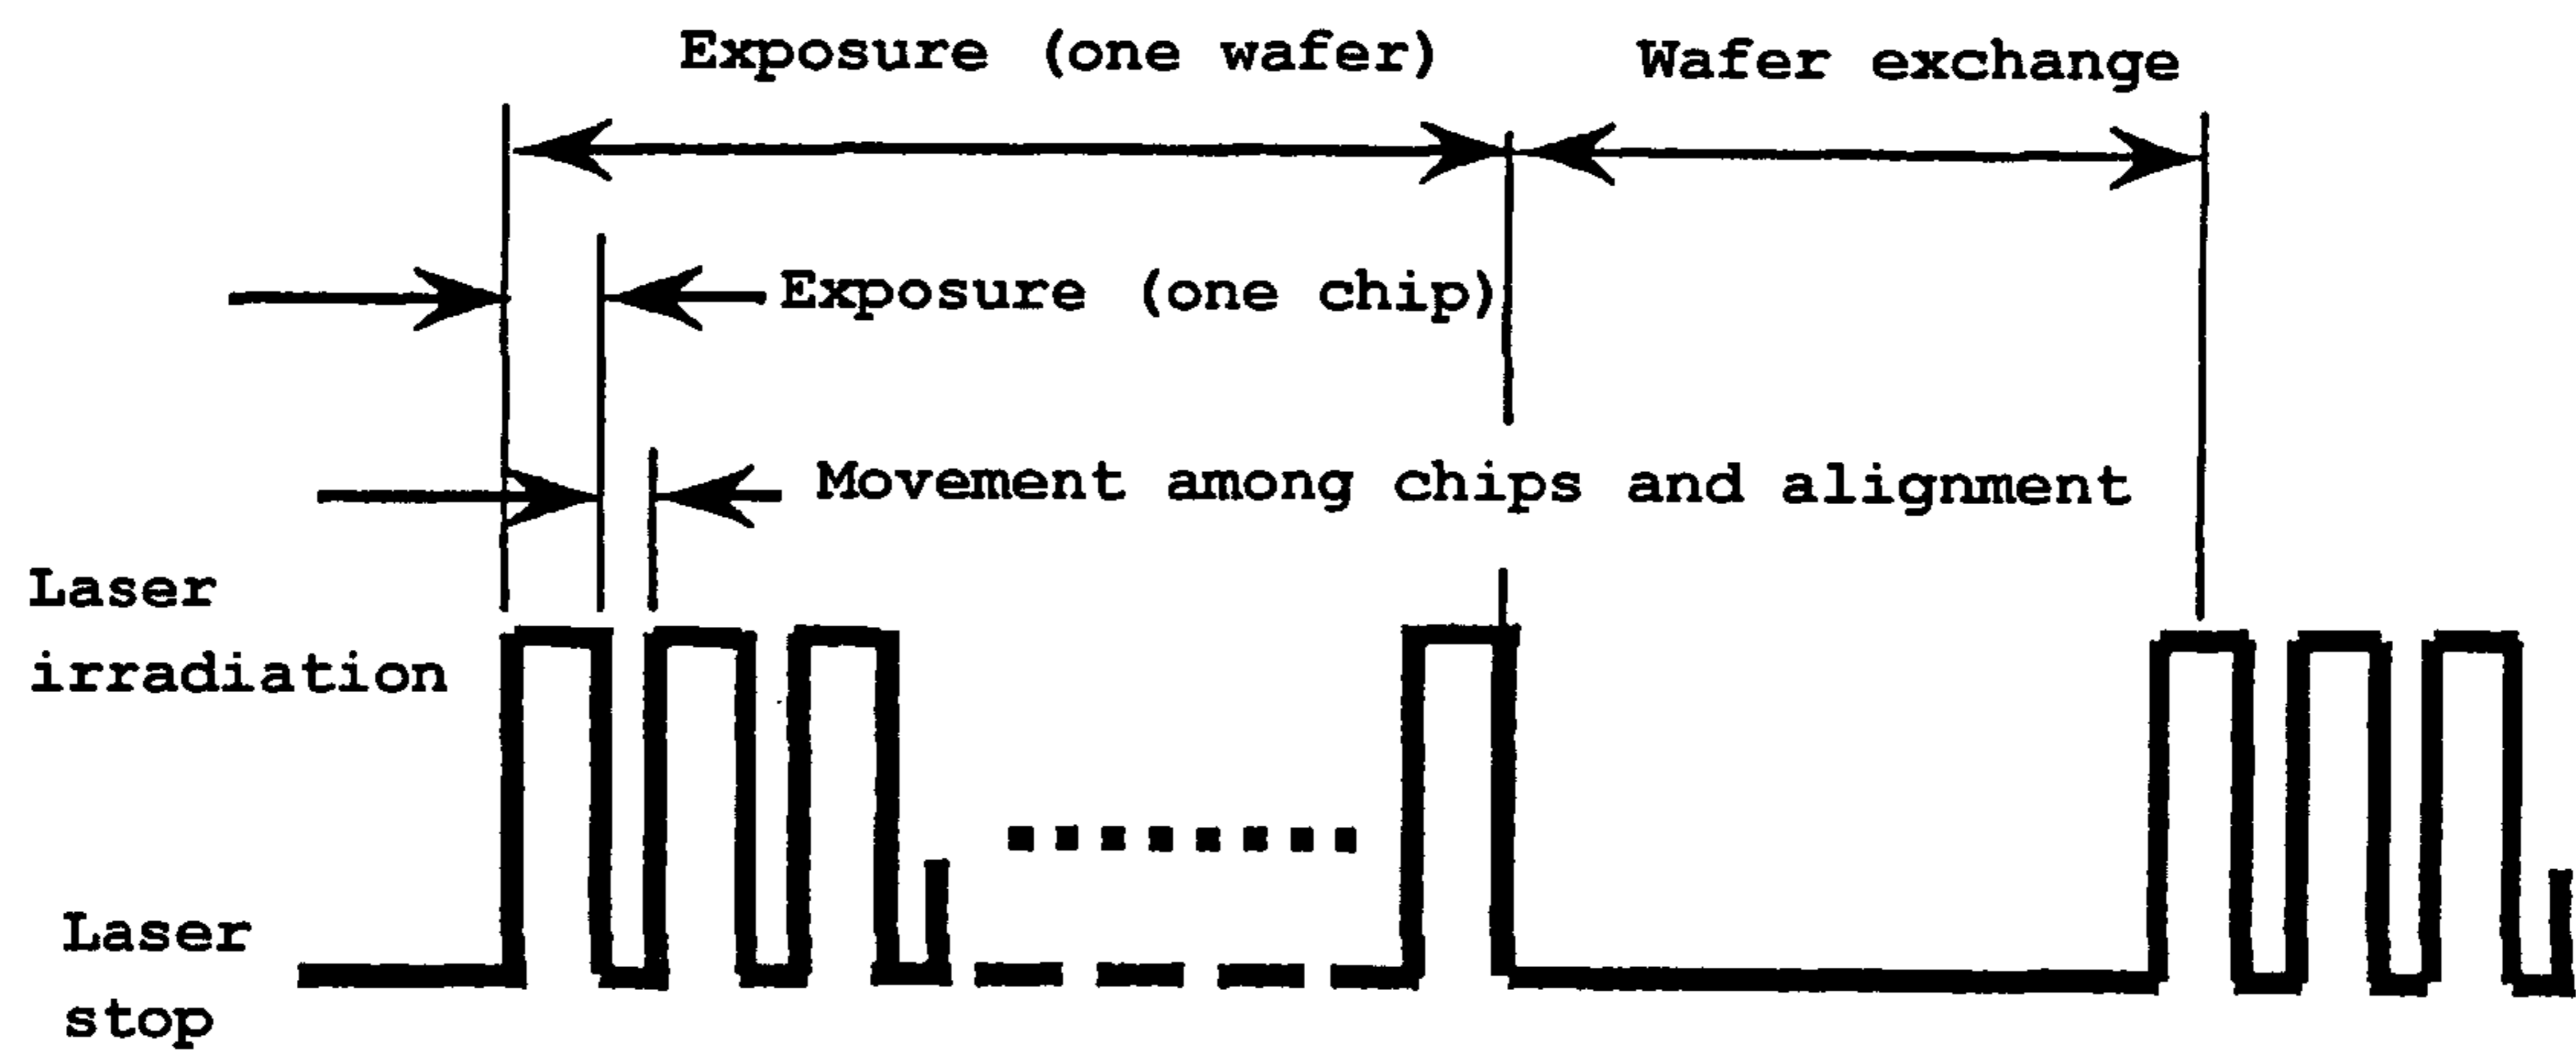 Exposure (one wafer)
Wafer exchange
Exposure (one chip)
Movement among chips and alignment
Laser
irradiation
Laser
stop